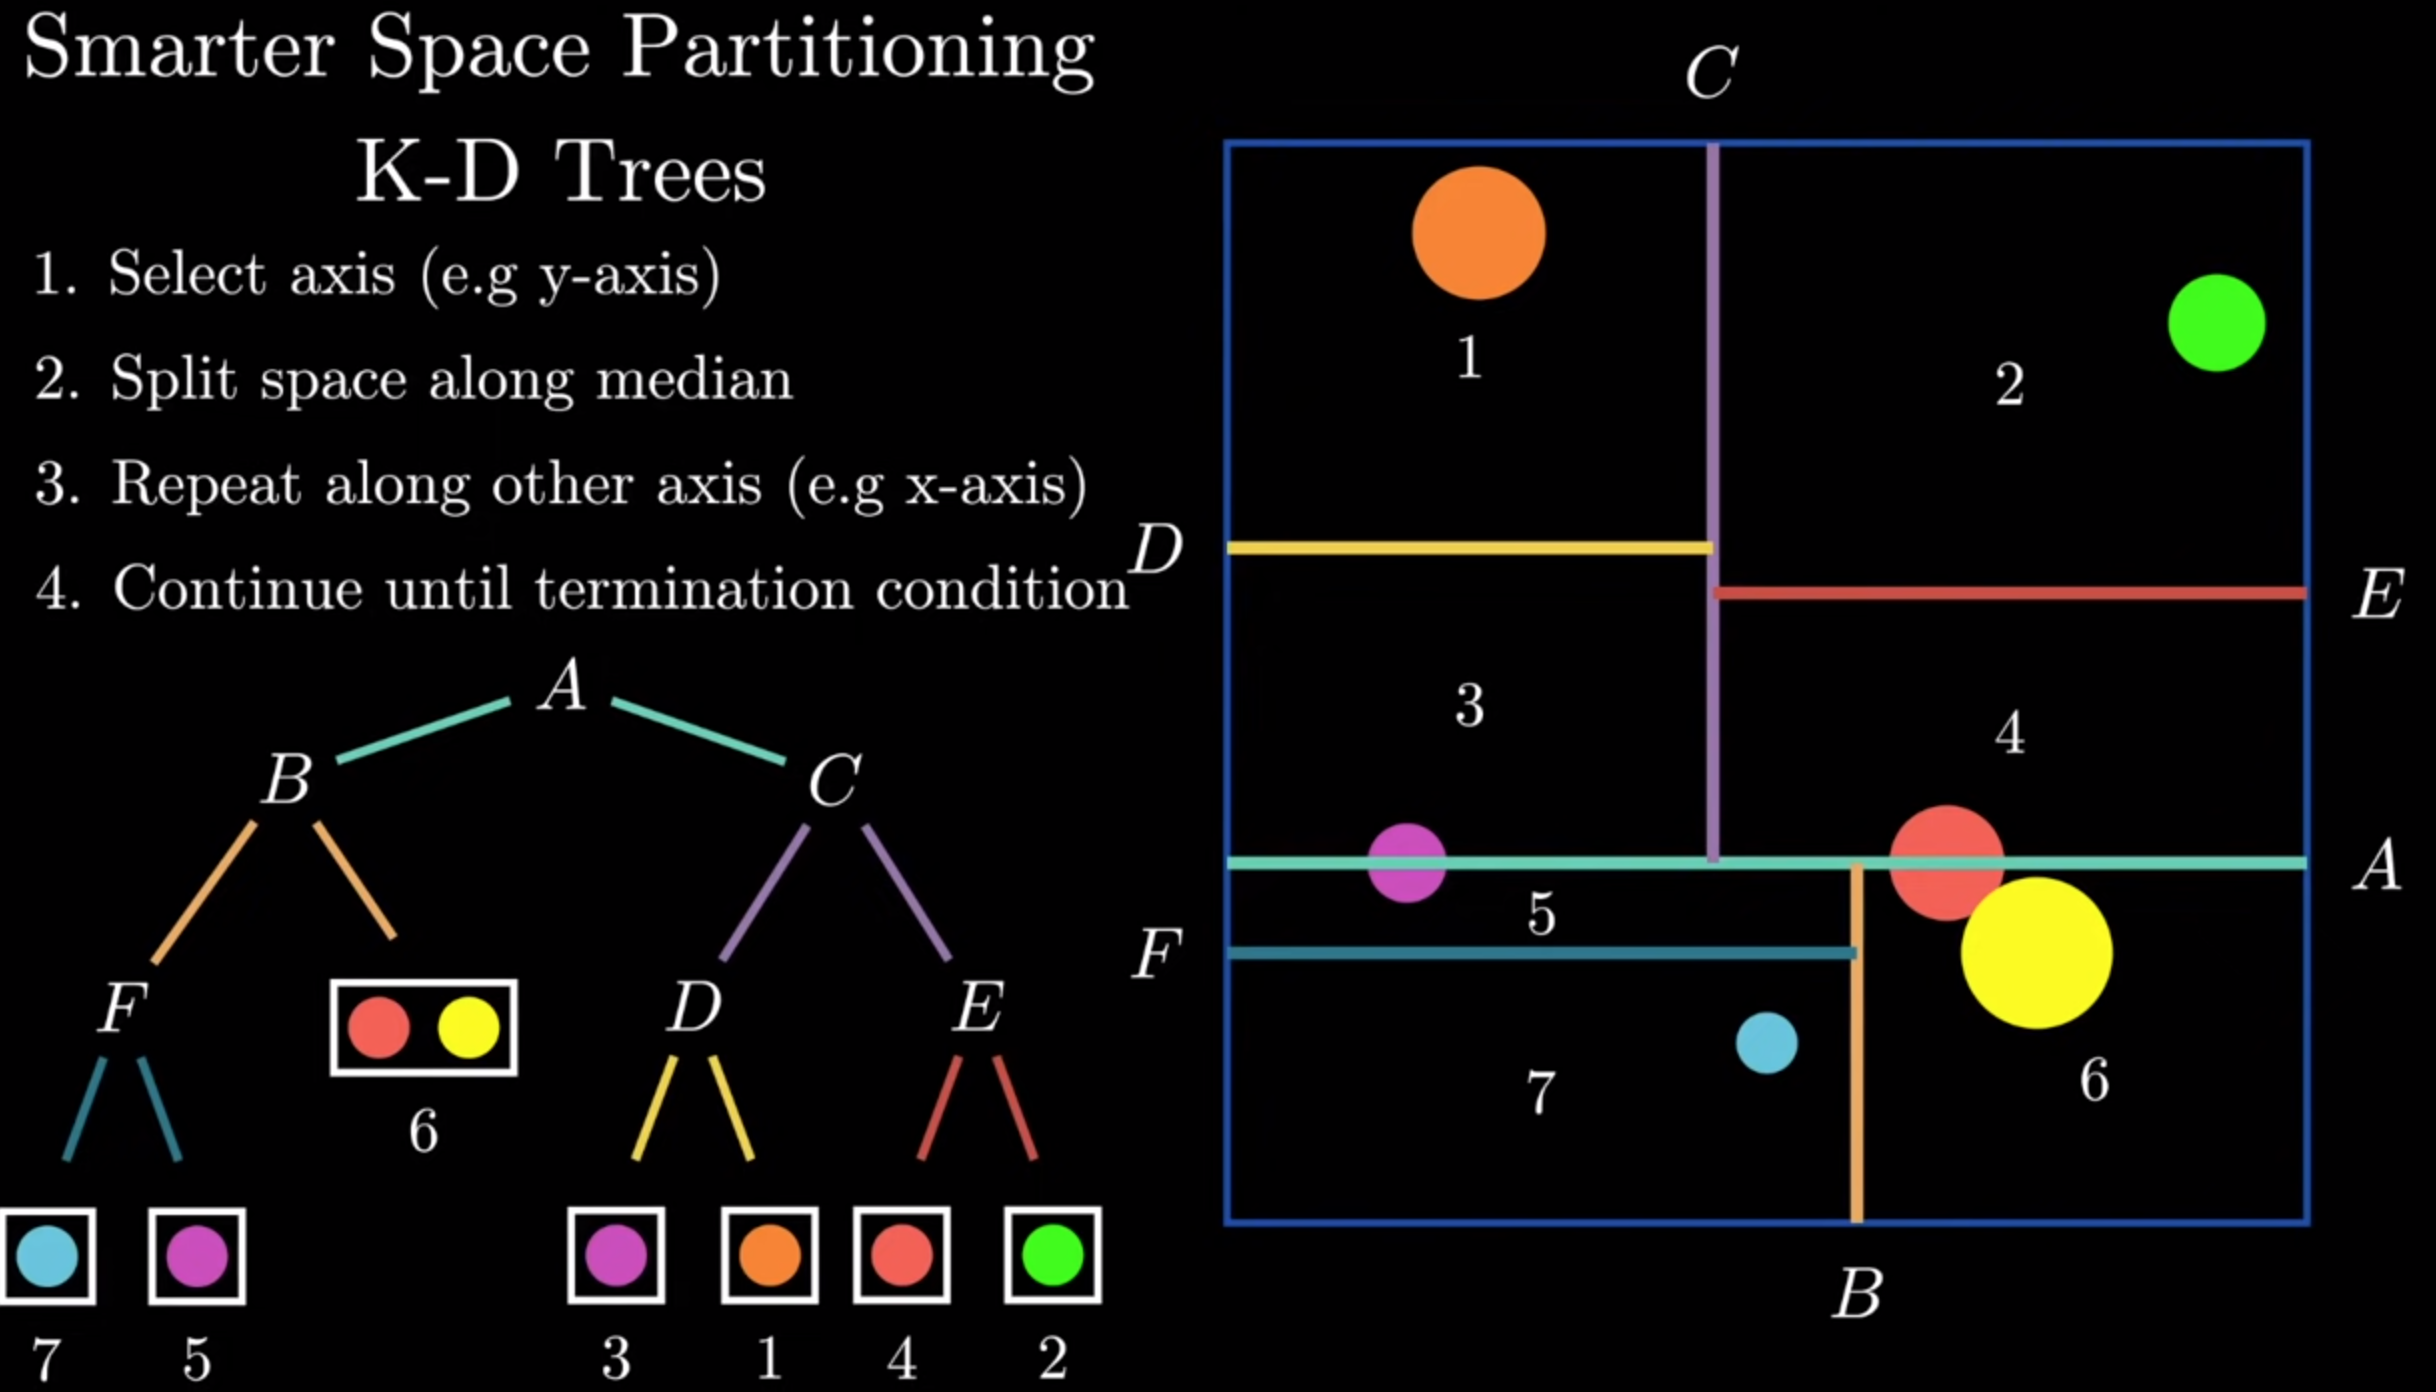 Smarter Space Partitioning
K-D Trees
1. Select axis (e.g y-axis)
2. Split space along median
3. Repeat along other axis (e.g x-axis)
4. Continue until termination condition
A
B C
F D E
6
7 5 3 1 4 2
C
1
2
D
E
3
4
A
5
F
7
6
B